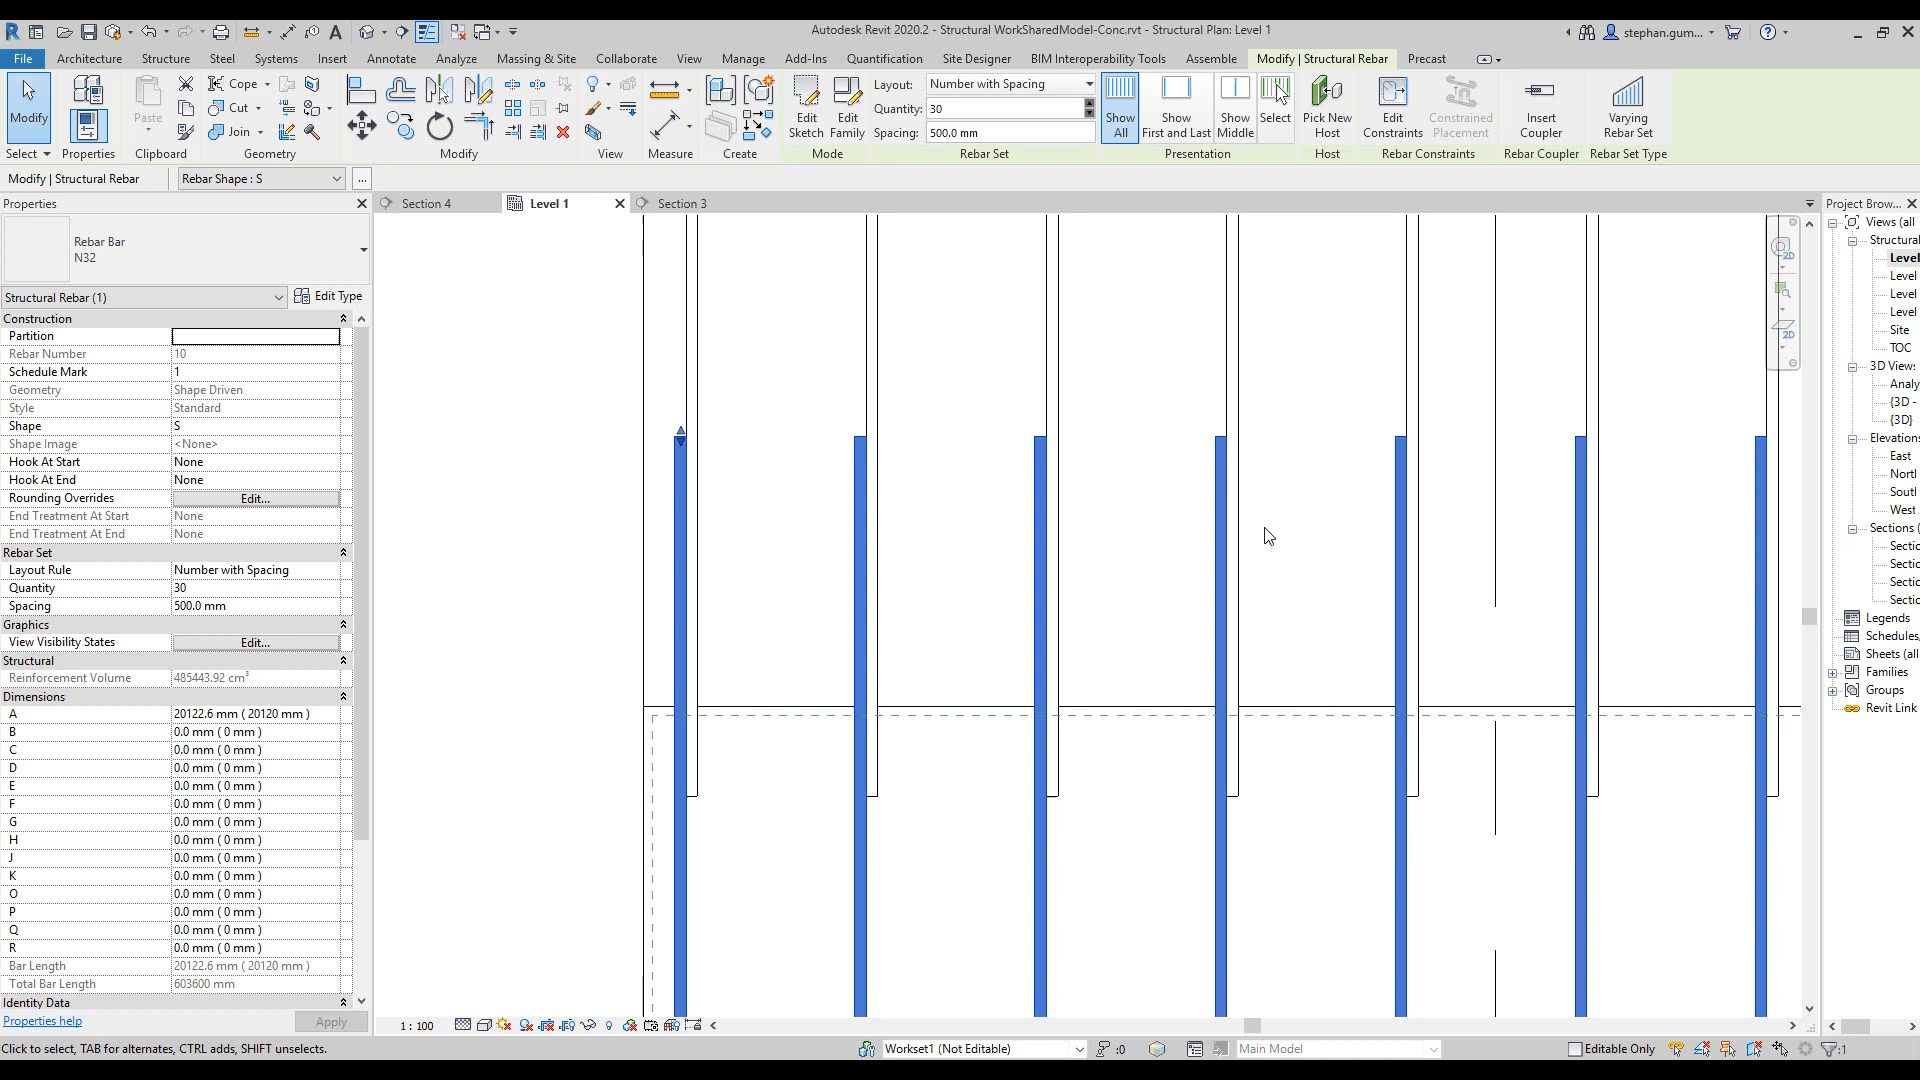 Autodesk Revit 2020.2 - Structural WorkSharedModel-Conc.rvt - Structural Plan: Level 1
stephan.gum...
File Architecture Structure Steel Systems Insert Annotate Analyze Massing & Site Collaborate View Manage Add-Ins Quantification Site Designer BIM Interoperability Tools Assemble Modify | Structural Rebar Precast
Modify
Select
Properties
Paste
Clipboard
Cope
Cut
Join
Geometry
Modify
View
Measure
Create
Edit Sketch
Edit Family
Mode
Layout: Number with Spacing
Quantity: 30
Spacing: 500.0 mm
Rebar Set
Show All
Show First and Last
Show Middle
Select
Presentation
Pick New Host
Host
Edit Constraints
Constrained Placement
Rebar Constraints
Insert Coupler
Rebar Coupler
Varying Rebar Set
Rebar Set Type
Modify | Structural Rebar
Rebar Shape : S
...
Properties
Section 4
Level 1
Section 3
Project Brow...
Rebar Bar
N32
Structural Rebar (1)
Edit Type
Construction
Partition
Rebar Number 10
Schedule Mark 1
Geometry Shape Driven
Style Standard
Shape S
Shape Image <None>
Hook At Start None
Hook At End None
Rounding Overrides Edit...
End Treatment At Start None
End Treatment At End None
Rebar Set
Layout Rule Number with Spacing
Quantity 30
Spacing 500.0 mm
Graphics
View Visibility States Edit...
Structural
Reinforcement Volume 485443.92 cm³
Dimensions
A 20122.6 mm ( 20120 mm )
B 0.0 mm ( 0 mm )
C 0.0 mm ( 0 mm )
D 0.0 mm ( 0 mm )
E 0.0 mm ( 0 mm )
F 0.0 mm ( 0 mm )
G 0.0 mm ( 0 mm )
H 0.0 mm ( 0 mm )
J 0.0 mm ( 0 mm )
K 0.0 mm ( 0 mm )
O 0.0 mm ( 0 mm )
P 0.0 mm ( 0 mm )
Q 0.0 mm ( 0 mm )
R 0.0 mm ( 0 mm )
Bar Length 20122.6 mm ( 20120 mm )
Total Bar Length 603600 mm
Identity Data
Properties help
Apply
2D
2D
Views (all
Structural
Level
Level
Level
Level
Site
TOC
3D Views
Analy
{3D -
{3D}
Elevations
East
North
South
West
Sections (
Sectio
Sectio
Sectio
Sectio
Legends
Schedules,
Sheets (all
Families
Groups
Revit Link
1 : 100
Click to select, TAB for alternates, CTRL adds, SHIFT unselects.
Workset1 (Not Editable)
:0
Main Model
Editable Only
:1